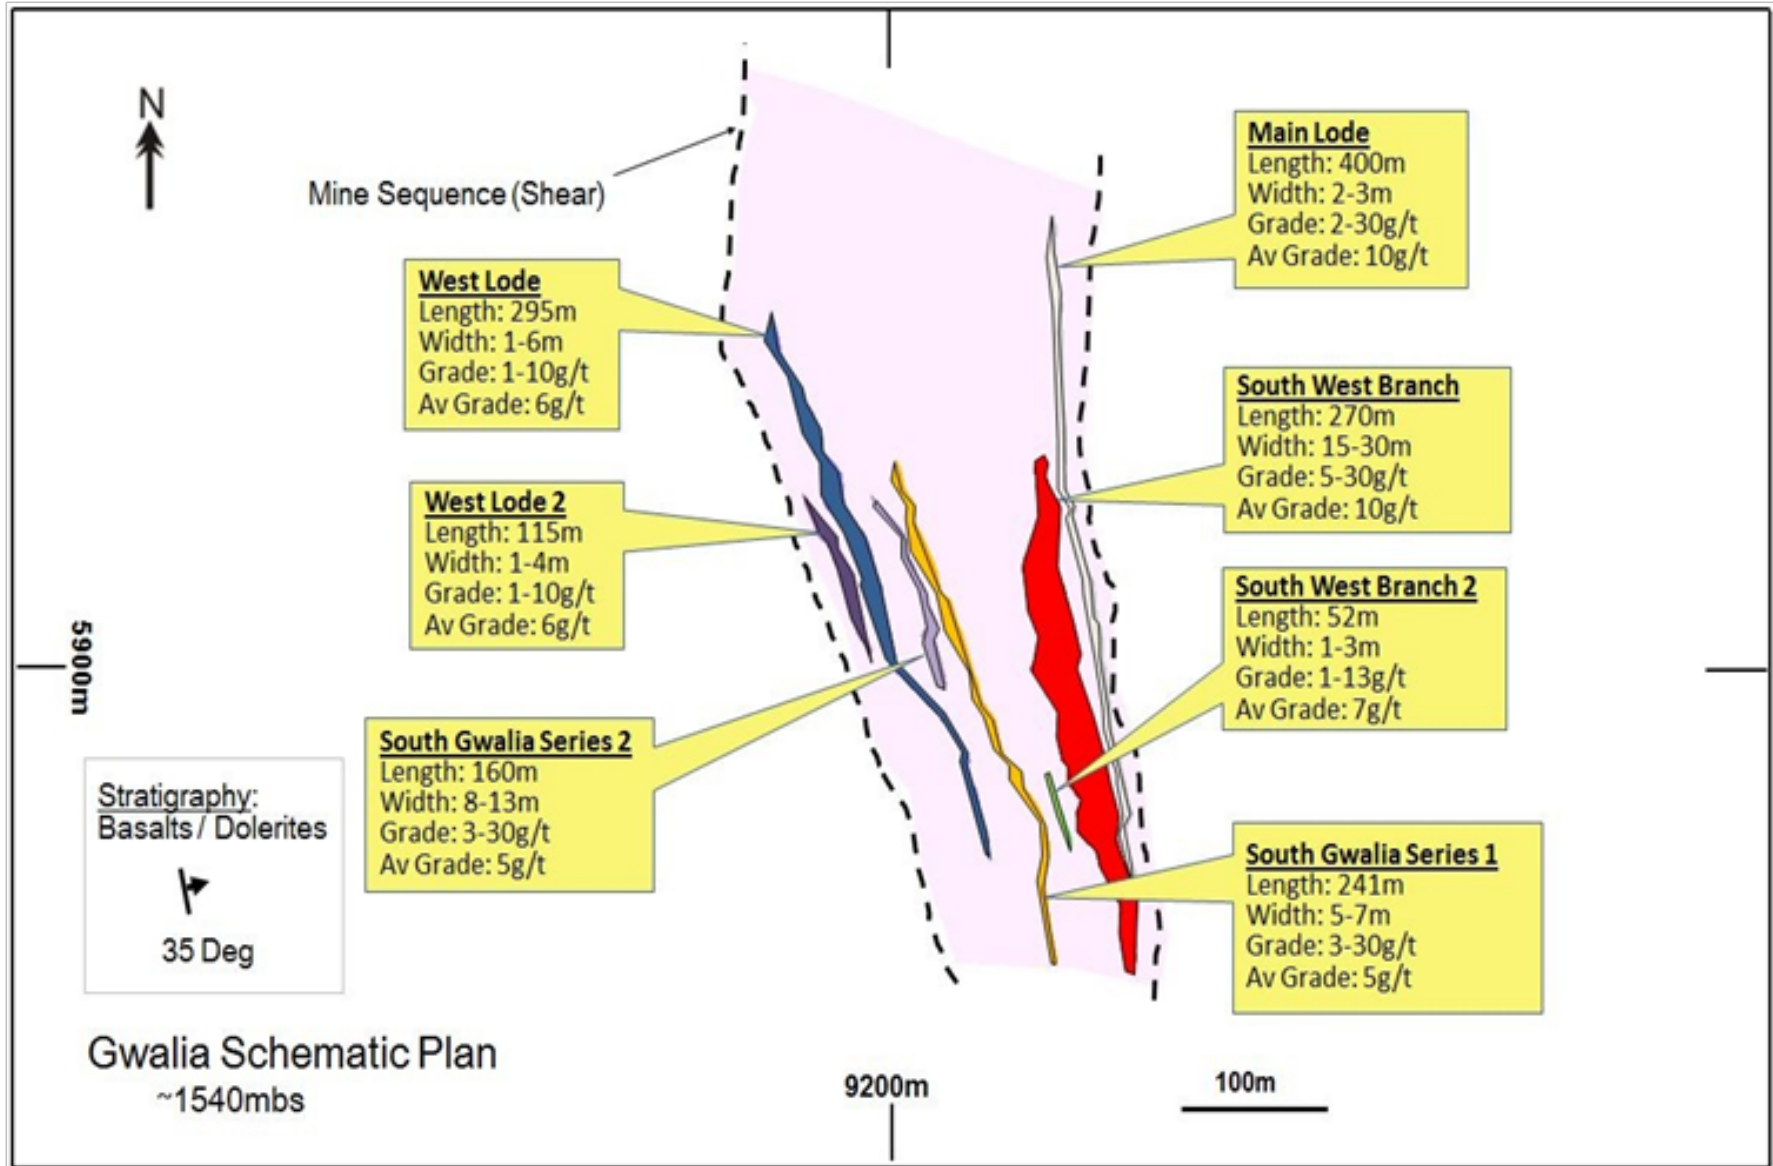 N
Mine Sequence (Shear)
Main Lode
Length: 400m
Width: 2-3m
Grade: 2-30g/t
Av Grade: 10g/t
West Lode
Length: 295m
Width: 1-6m
Grade: 1-10g/t
Av Grade: 6g/t
South West Branch
Length: 270m
Width: 15-30m
Grade: 5-30g/t
Av Grade: 10g/t
West Lode 2
Length: 115m
Width: 1-4m
Grade: 1-10g/t
Av Grade: 6g/t
South West Branch 2
Length: 52m
Width: 1-3m
Grade: 1-13g/t
Av Grade: 7g/t
5900m
South Gwalia Series 2
Length: 160m
Width: 8-13m
Grade: 3-30g/t
Av Grade: 5g/t
South Gwalia Series 1
Length: 241m
Width: 5-7m
Grade: 3-30g/t
Av Grade: 5g/t
Stratigraphy:
Basalts / Dolerites
35 Deg
Gwalia Schematic Plan
~1540mbs
9200m
100m